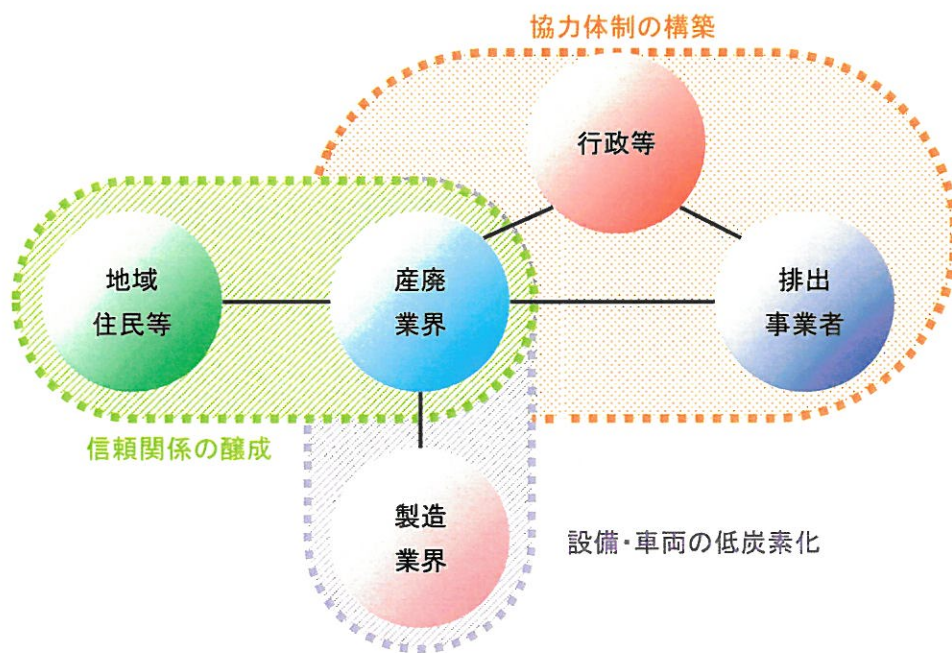 協力体制の構築
行政等
地域
住民等
産廃
業界
排出
事業者
信頼関係の醸成
製造
業界
設備・車両の低炭素化